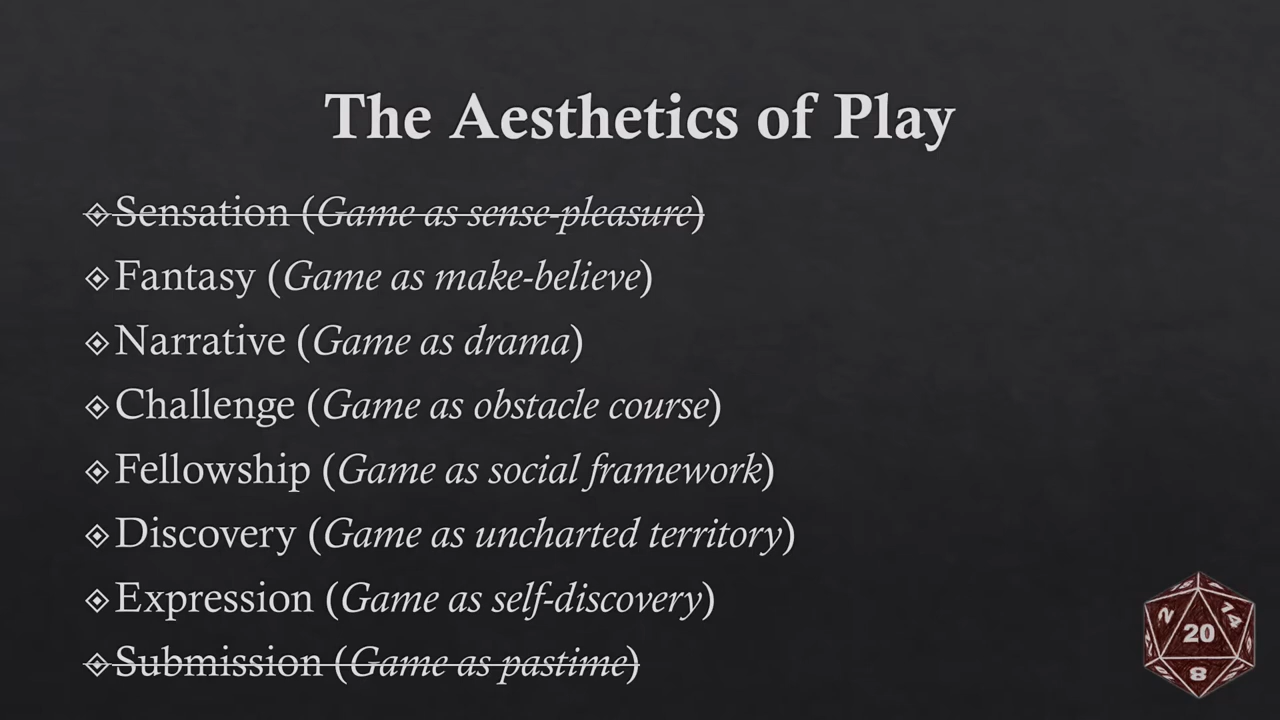 The Aesthetics of Play
Sensation (Game as sense-pleasure)
Fantasy (Game as make-believe)
Narrative (Game as drama)
Challenge (Game as obstacle course)
Fellowship (Game as social framework)
Discovery (Game as uncharted territory)
Expression (Game as self-discovery)
Submission (Game as pastime)
2
14
20
8